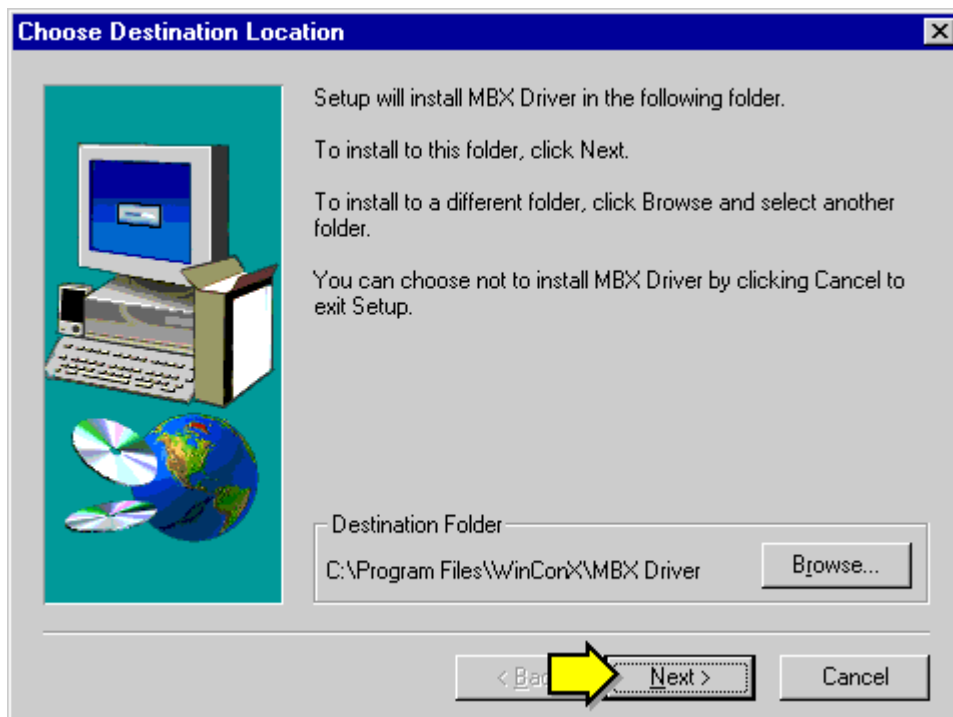 Choose Destination Location
Setup will install MBX Driver in the following folder.
To install to this folder, click Next.
To install to a different folder, click Browse and select another
folder.
You can choose not to install MBX Driver by clicking Cancel to
exit Setup.
Destination Folder
C:\Program Files\WinConX\MBX Driver
Browse...
< Bac
Next >
Cancel